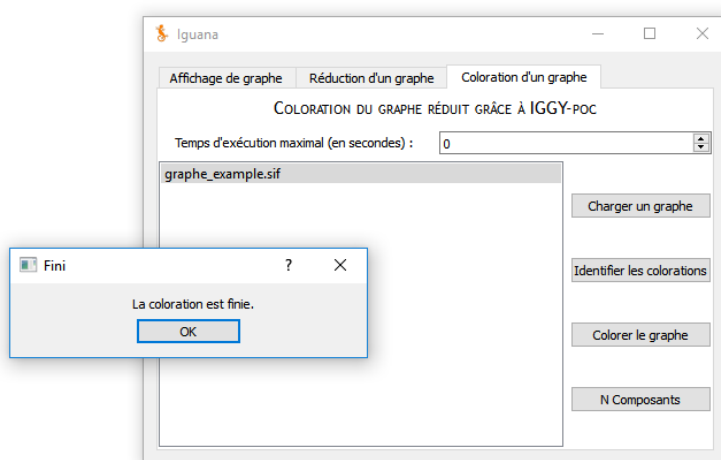 Iguana
Affichage de graphe
Réduction d'un graphe
Coloration d'un graphe
COLORATION DU GRAPHE RÉDUIT GRÂCE À IGGY-POC
Temps d'exécution maximal (en secondes) :
0
graphe_example.sif
Charger un graphe
Identifier les colorations
Colorer le graphe
N Composants
Fini
?
La coloration est finie.
OK